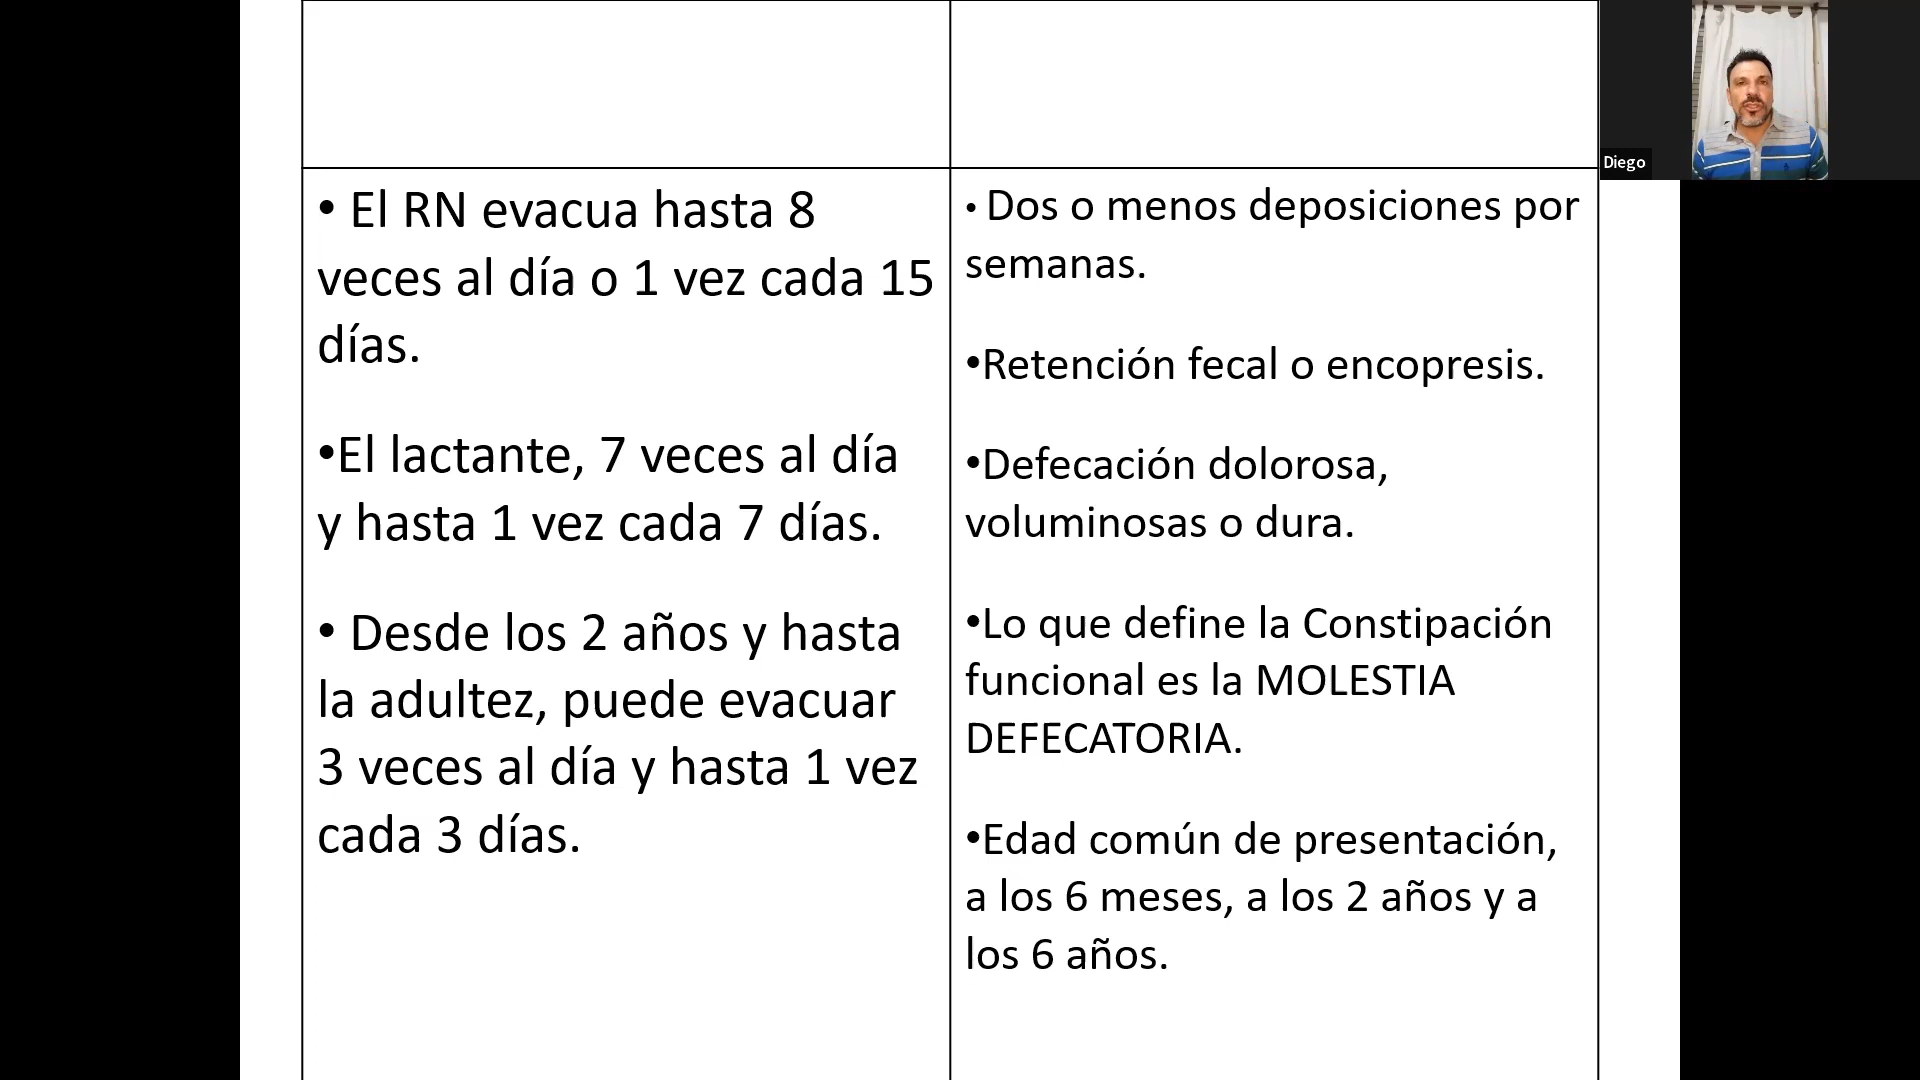 • El RN evacua hasta 8
veces al día o 1 vez cada 15
días.
•El lactante, 7 veces al día
y hasta 1 vez cada 7 días.
• Desde los 2 años y hasta
la adultez, puede evacuar
3 veces al día y hasta 1 vez
cada 3 días.
• Dos o menos deposiciones por
semanas.
•Retención fecal o encopresis.
•Defecación dolorosa,
voluminosas o dura.
•Lo que define la Constipación
funcional es la MOLESTIA
DEFECATORIA.
•Edad común de presentación,
a los 6 meses, a los 2 años y a
los 6 años.
Diego